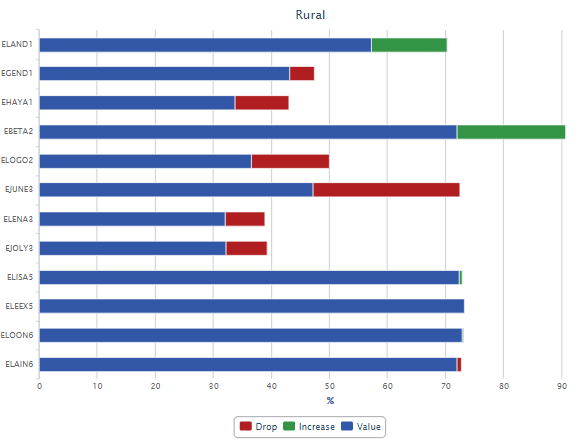 Rural
ELAND1
EGEND1
EHAYA1
EBETA2
ELOGO2
EJUNE3
ELENA3
EJOLY3
ELISA5
ELEEX5
ELOON6
ELAIN6
0 10 20 30 40 50 60 70 80 90
%
Drop Increase Value